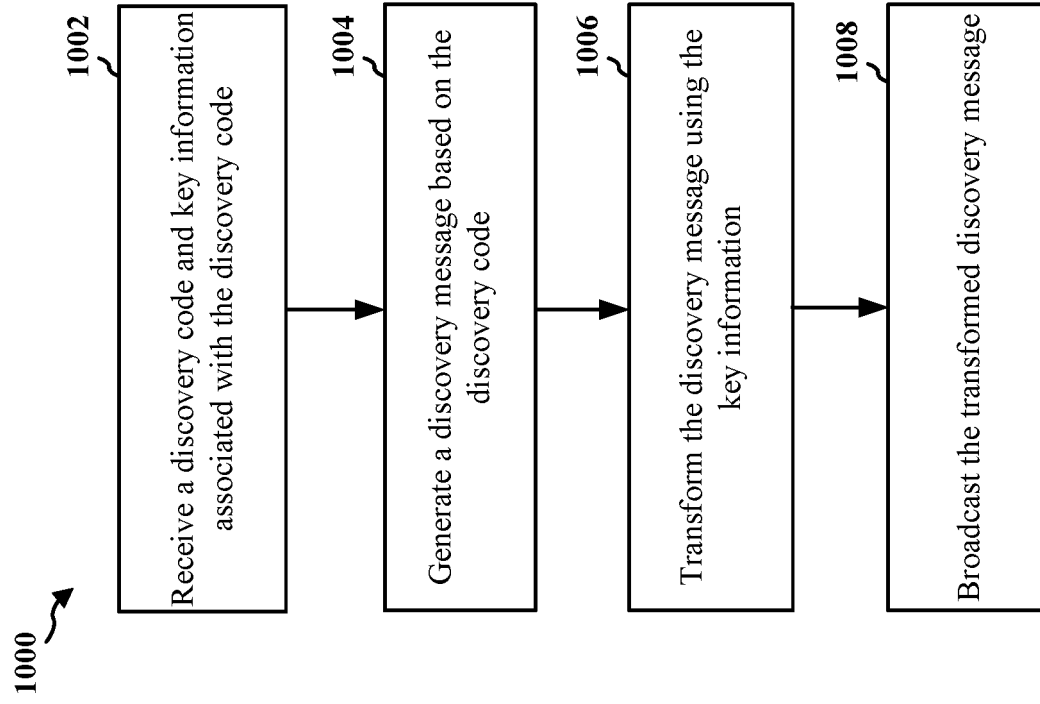 1000
1002
Receive a discovery code and key information
associated with the discovery code
1004
Generate a discovery message based on the
discovery code
1006
Transform the discovery message using the
key information
1008
Broadcast the transformed discovery message